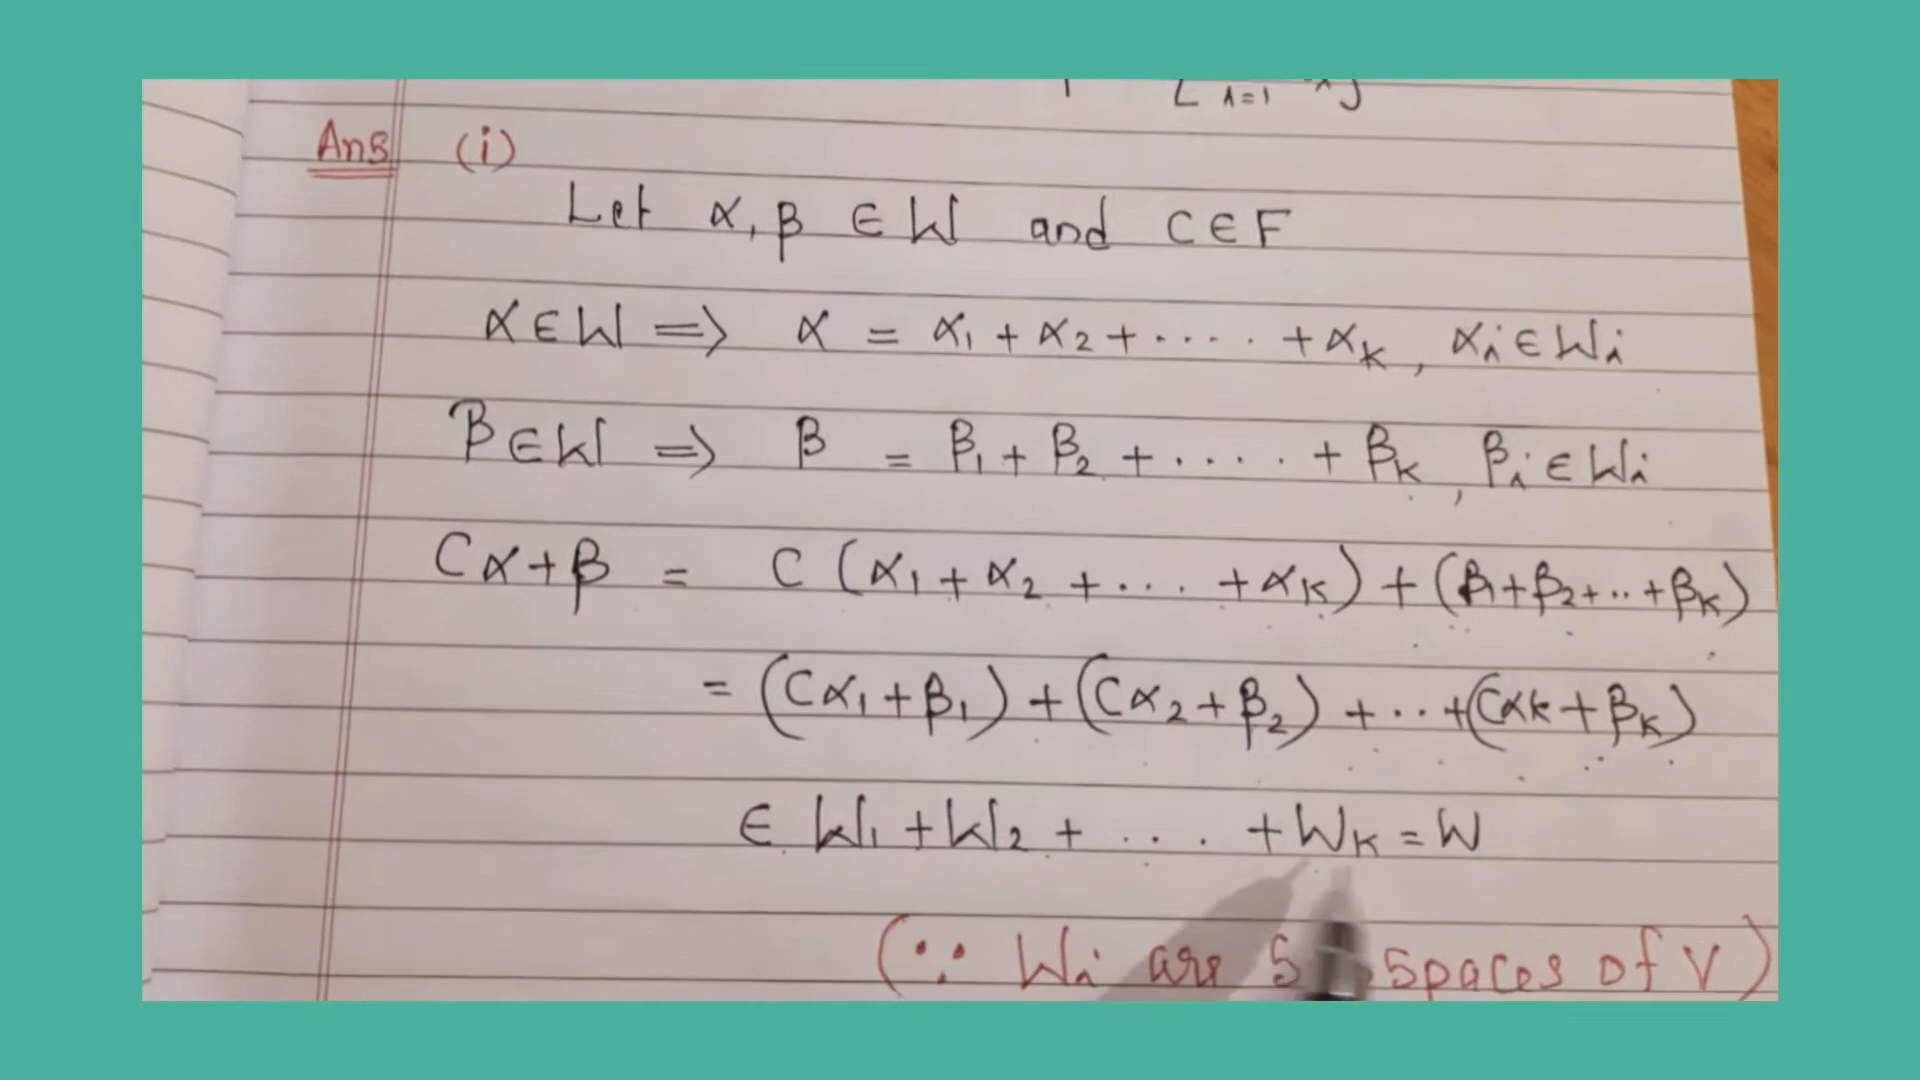 [ i=1
Ans (i)
Let α, β ∈ W and C ∈ F
α ∈ W => α = α₁ + α₂ + ..... + αₖ, αᵢ ∈ Wᵢ
β ∈ W => β = β₁ + β₂ + ..... + βₖ, βᵢ ∈ Wᵢ
Cα + β = C (α₁ + α₂ + ... + αₖ) + (β₁ + β₂ + .. + βₖ)
= (Cα₁ + β₁) + (Cα₂ + β₂) + .. + (Cαₖ + βₖ)
∈ W₁ + W₂ + .... + Wₖ = W
(∵ Wᵢ are of V)